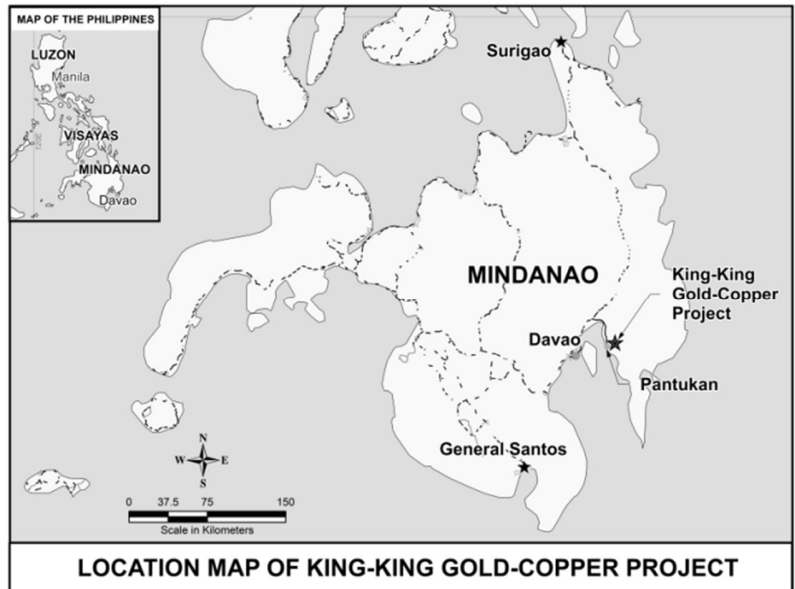 MAP OF THE PHILIPPINES
LUZON
Manila
VISAYAS
MINDANAO
Davao
Surigao
MINDANAO
King-King
Gold-Copper
Project
Davao
Pantukan
General Santos
N
W E
S
0 37.5 75 150
Scale in Kilometers
LOCATION MAP OF KING-KING GOLD-COPPER PROJECT